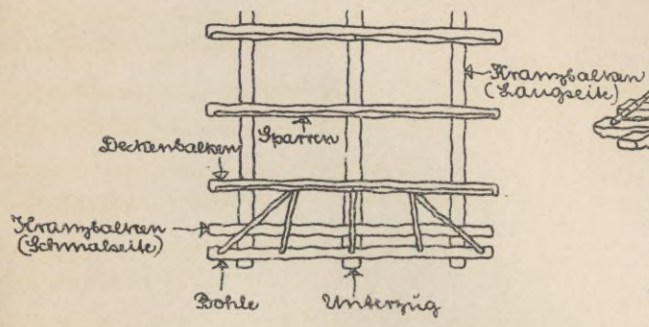 Kranzbalken
(Langseite)
Sparren
Deckenbalken
Kranzbalken
(Schmalseite)
Bohle
Unterzug